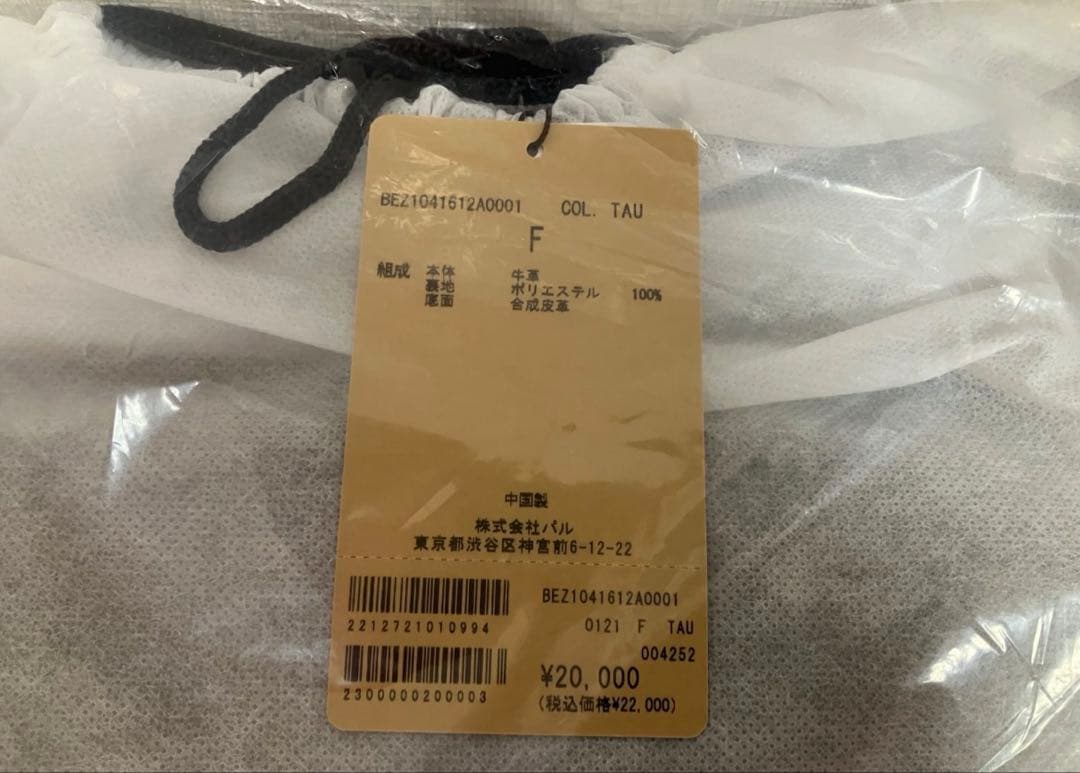 BEZ1041612A0001 COL. TAU
F
組成 本体 牛革
裏地 ポリエステル 100%
底面 合成皮革
中国製
株式会社パル
東京都渋谷区神宮前6-12-22
BEZ1041612A0001
2212721010994 0121 F TAU
004252
¥20,000
2300000200003 (税込価格¥22,000)